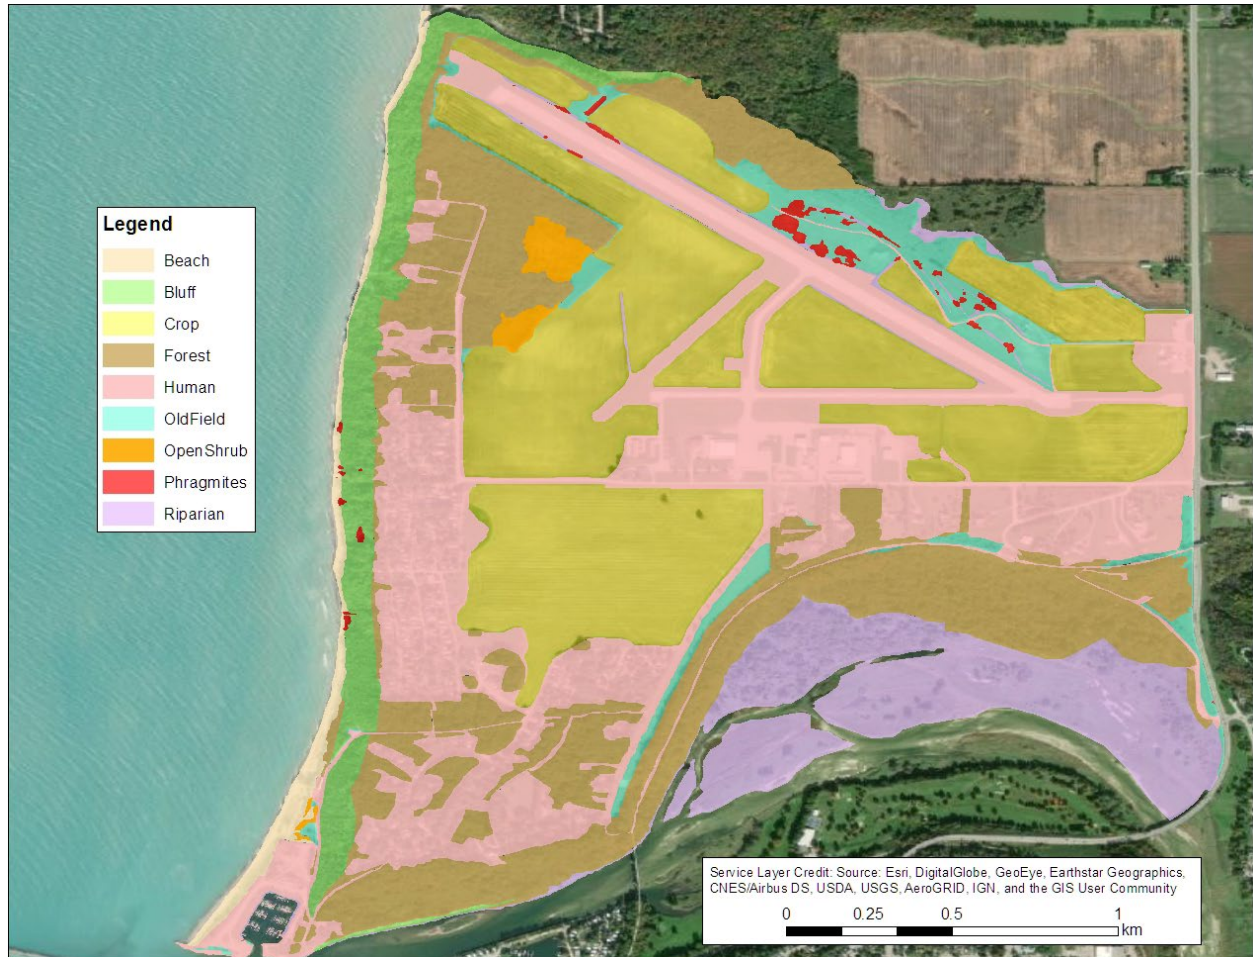 Legend
Beach
Bluff
Crop
Forest
Human
OldField
OpenShrub
Phragmites
Riparian
Service Layer Credit: Source: Esri, DigitalGlobe, GeoEye, Earthstar Geographics,
CNES/Airbus DS, USDA, USGS, AeroGRID, IGN, and the GIS User Community
0 0.25 0.5 1
km